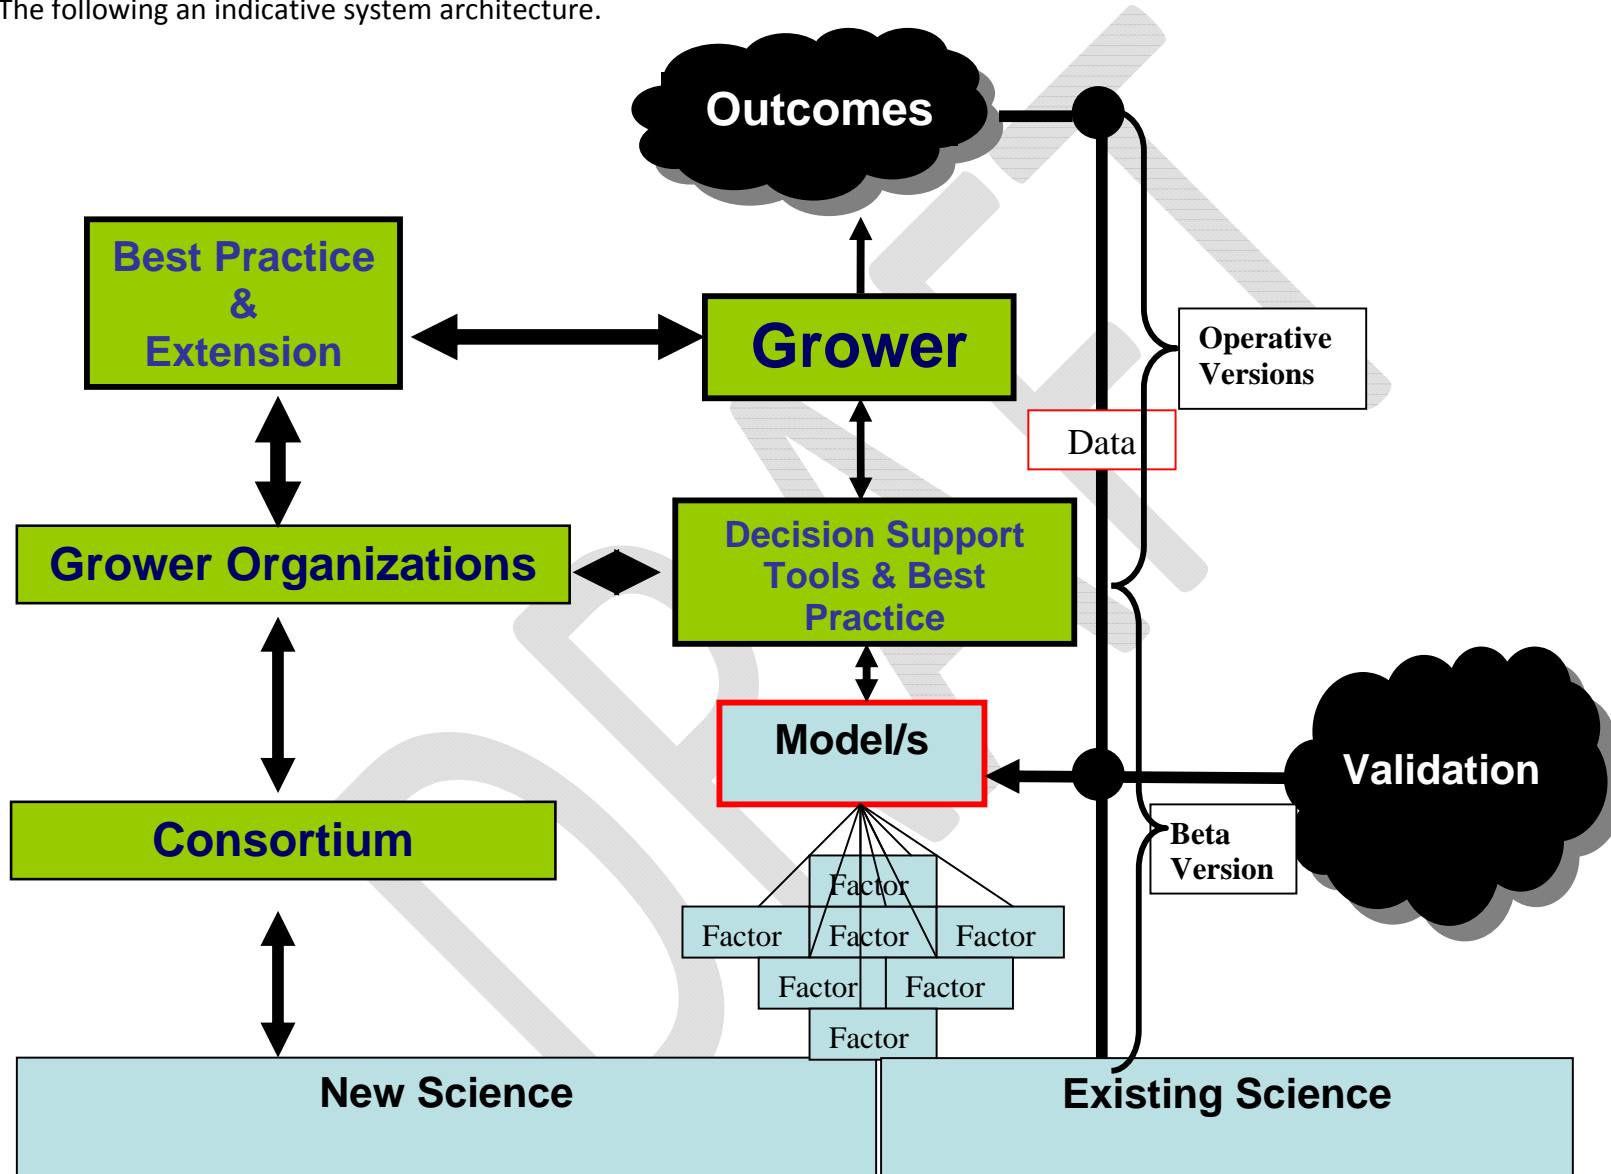 The following an indicative system architecture.
Outcomes
Best Practice
&
Extension
Grower
Operative
Versions
Data
Decision Support
Tools & Best
Practice
Grower Organizations
Model/s
Validation
Consortium
Beta
Version
Factor
Factor Factor Factor
Factor Factor
Factor
New Science
Existing Science
DRAFT